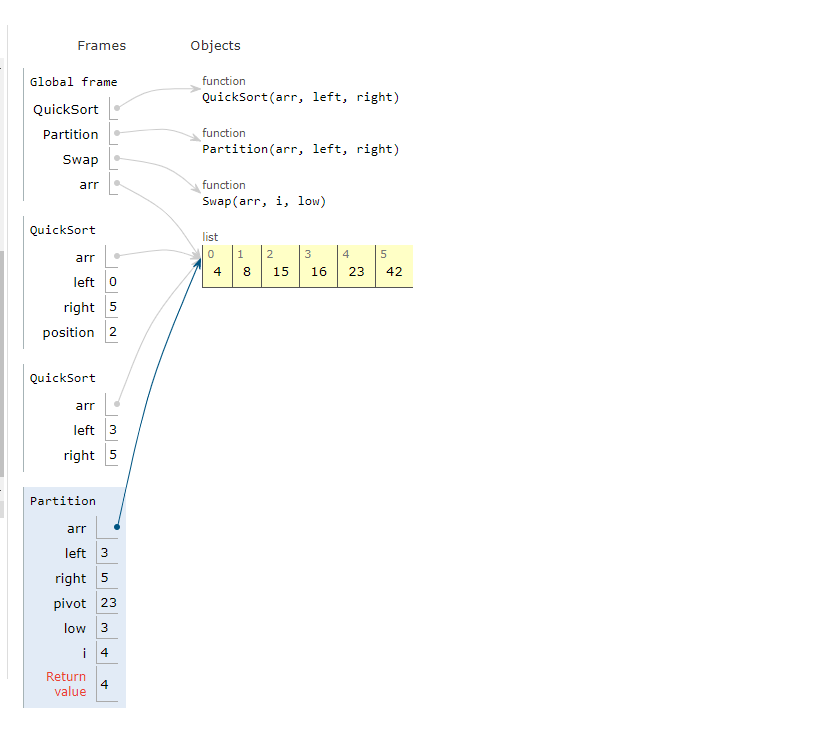 Frames Objects
Global frame
QuickSort
Partition
Swap
arr
function
QuickSort(arr, left, right)
function
Partition(arr, left, right)
function
Swap(arr, i, low)
list
0 1 2 3 4 5
4 8 15 16 23 42
QuickSort
arr
left 0
right 5
position 2
QuickSort
arr
left 3
right 5
Partition
arr
left 3
right 5
pivot 23
low 3
i 4
Return
value 4